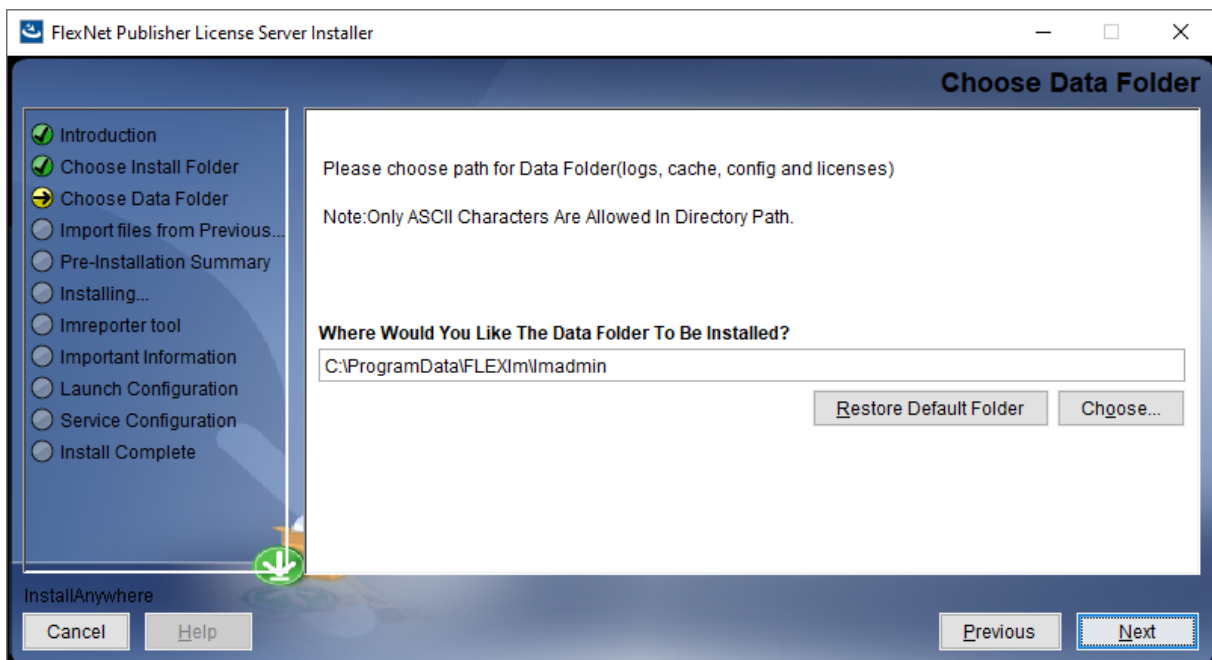 FlexNet Publisher License Server Installer
Choose Data Folder
Introduction
Choose Install Folder
Choose Data Folder
Import files from Previous...
Pre-Installation Summary
Installing...
lmreporter tool
Important Information
Launch Configuration
Service Configuration
Install Complete
Please choose path for Data Folder(logs, cache, config and licenses)
Note:Only ASCII Characters Are Allowed In Directory Path.
Where Would You Like The Data Folder To Be Installed?
C:\ProgramData\FLEXlm\lmadmin
Restore Default Folder
Choose...
InstallAnywhere
Cancel
Help
Previous
Next